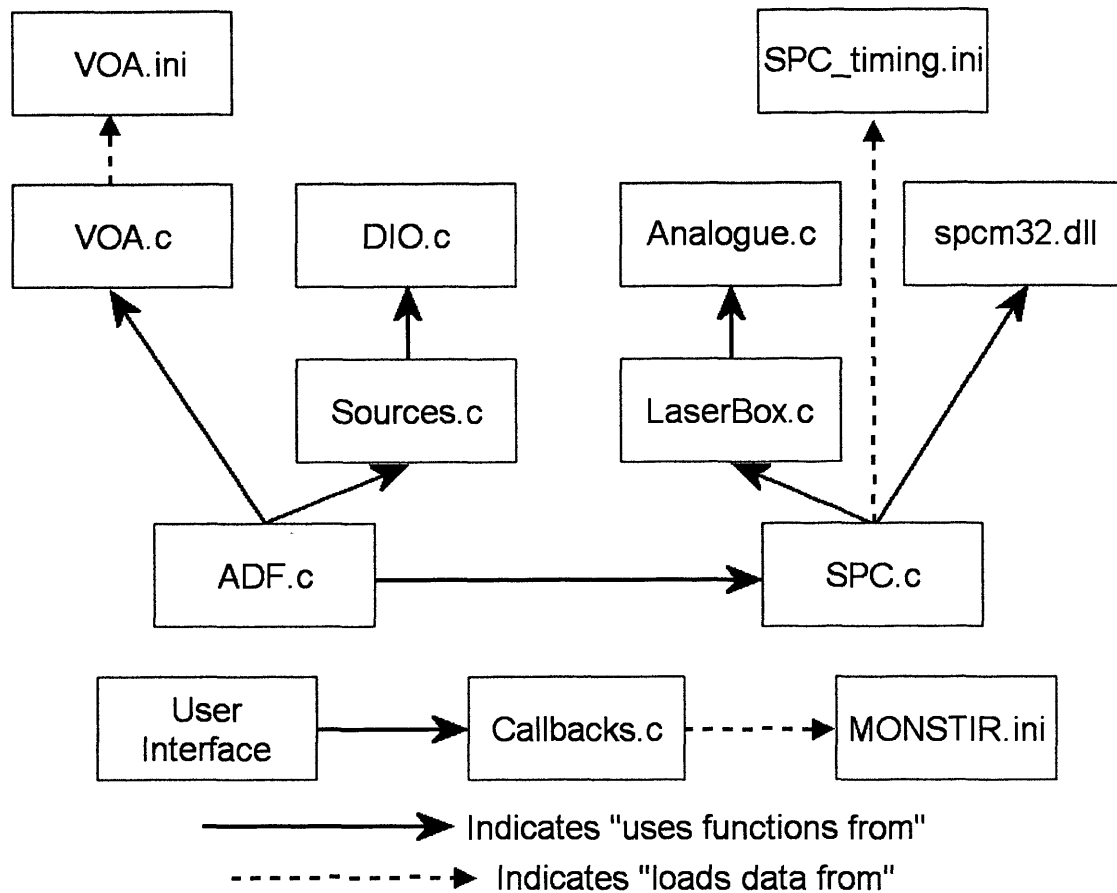 VOA.ini
SPC_timing.ini
VOA.c
DIO.c
Analogue.c
spcm32.dll
Sources.c
LaserBox.c
ADF.c
SPC.c
User
Interface
Callbacks.c
MONSTIR.ini
Indicates "uses functions from"
Indicates "loads data from"